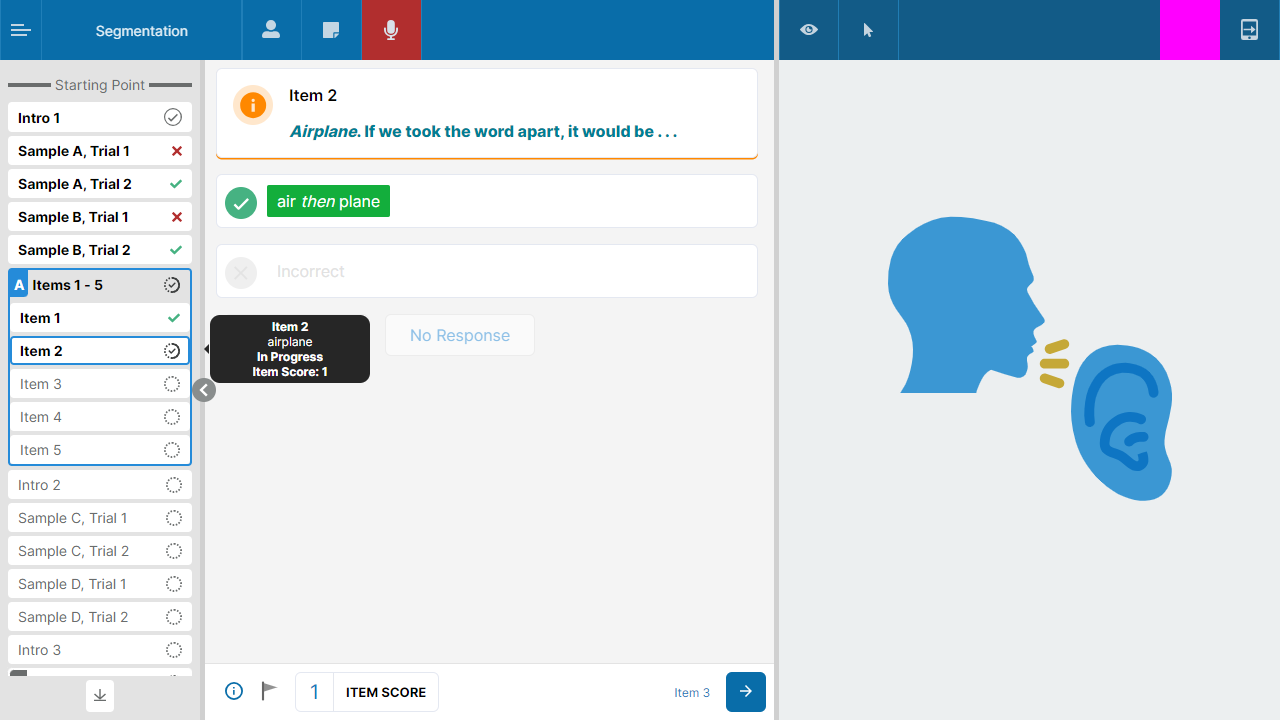 Segmentation
Starting Point
Intro 1
Sample A, Trial 1
Sample A, Trial 2
Sample B, Trial 1
Sample B, Trial 2
A Items 1 - 5
Item 1
Item 2
Item 3
Item 4
Item 5
Intro 2
Sample C, Trial 1
Sample C, Trial 2
Sample D, Trial 1
Sample D, Trial 2
Intro 3
Item 2
Airplane. If we took the word apart, it would be . . .
air then plane
Incorrect
Item 2
airplane
In Progress
Item Score: 1
No Response
1 ITEM SCORE
Item 3